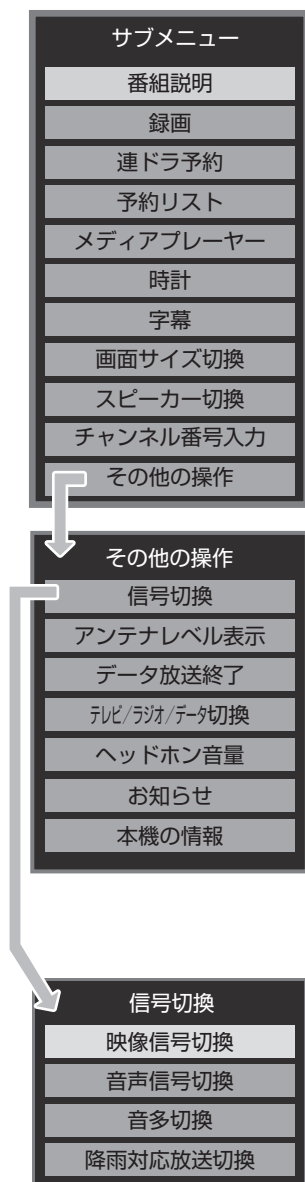 サブメニュー
番組説明
録画
連ドラ予約
予約リスト
メディアプレーヤー
時計
字幕
画面サイズ切換
スピーカー切換
チャンネル番号入力
その他の操作
その他の操作
信号切換
アンテナレベル表示
データ放送終了
テレビ/ラジオ/データ切換
ヘッドホン音量
お知らせ
本機の情報
信号切換
映像信号切換
音声信号切換
音多切換
降雨対応放送切換